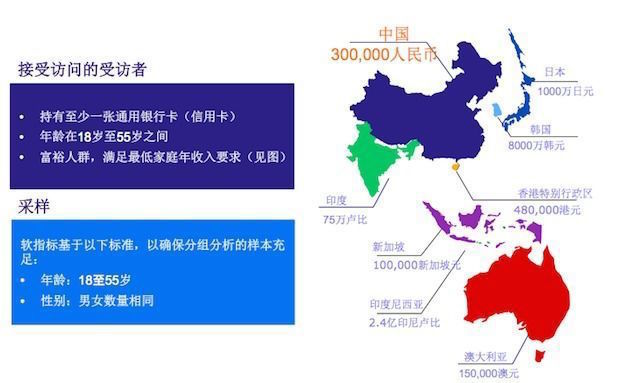 接受访问的受访者
• 持有至少一张通用银行卡（信用卡）
• 年龄在18岁至55岁之间
• 富裕人群，满足最低家庭年收入要求（见图）
采样
软指标基于以下标准，以确保分组分析的样本充
足：
• 年龄：18至55岁
• 性别：男女数量相同
中国
300,000人民币
日本
1000万日元
韩国
8000万韩元
印度
75万卢比
香港特别行政区
480,000港元
新加坡
100,000新加坡元
印度尼西亚
2.4亿印尼卢比
澳大利亚
150,000澳元